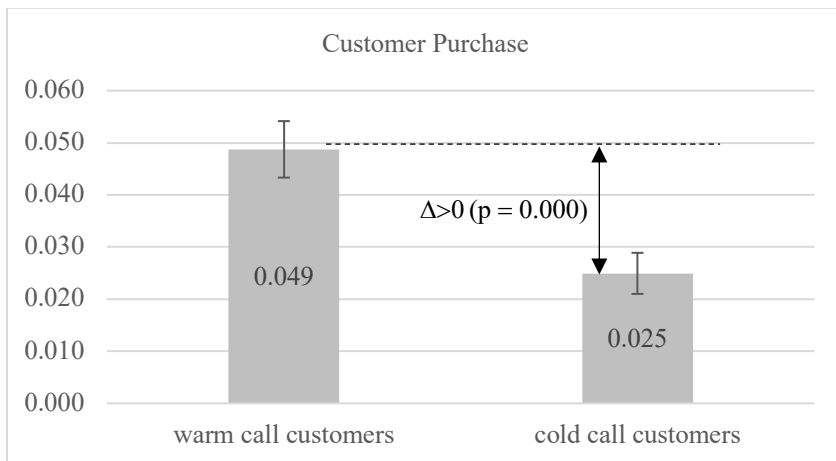 Customer Purchase
0.060
0.050
0.040
0.030
0.020
0.010
0.000
Δ>0 (p = 0.000)
0.049
0.025
warm call customers
cold call customers